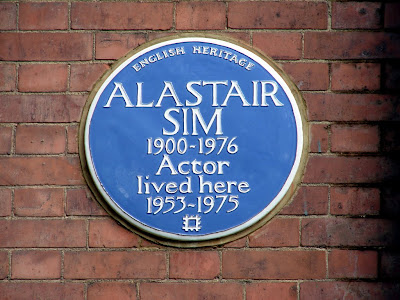 ENGLISH HERITAGE
ALASTAIR
SIM
1900-1976
Actor
lived here
1953-1975